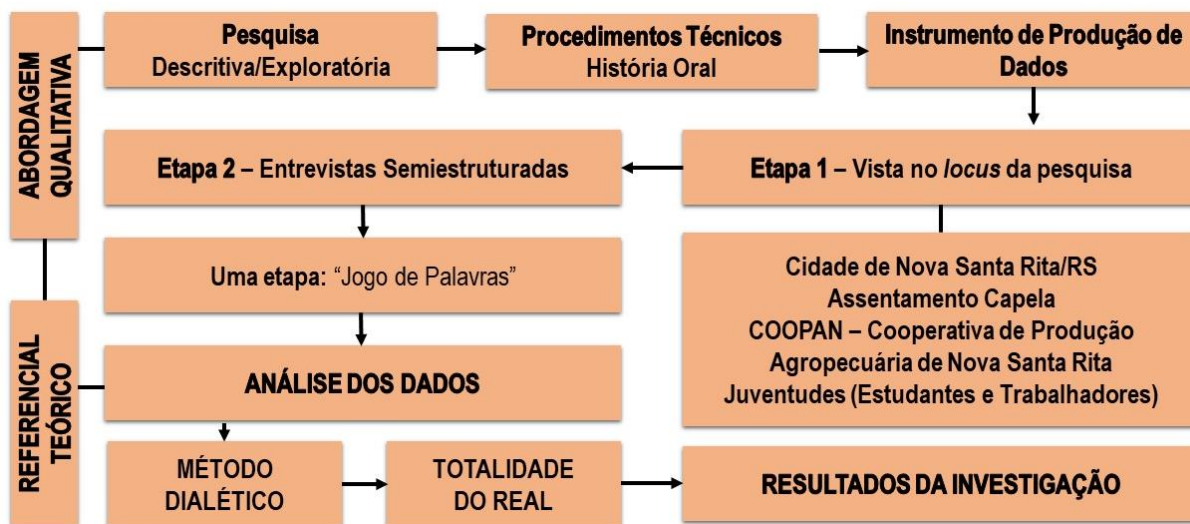 ABORDAGEM
QUALITATIVA
Pesquisa
Descritiva/Exploratória
Procedimentos Técnicos
História Oral
Instrumento de Produção de
Dados
Etapa 2 – Entrevistas Semiestruturadas
Etapa 1 – Vista no locus da pesquisa
Uma etapa: “Jogo de Palavras”
Cidade de Nova Santa Rita/RS
Assentamento Capela
COOPAN – Cooperativa de Produção
Agropecuária de Nova Santa Rita
Juventudes (Estudantes e Trabalhadores)
REFERENCIAL
TEÓRICO
ANÁLISE DOS DADOS
MÉTODO
DIALÉTICO
TOTALIDADE
DO REAL
RESULTADOS DA INVESTIGAÇÃO